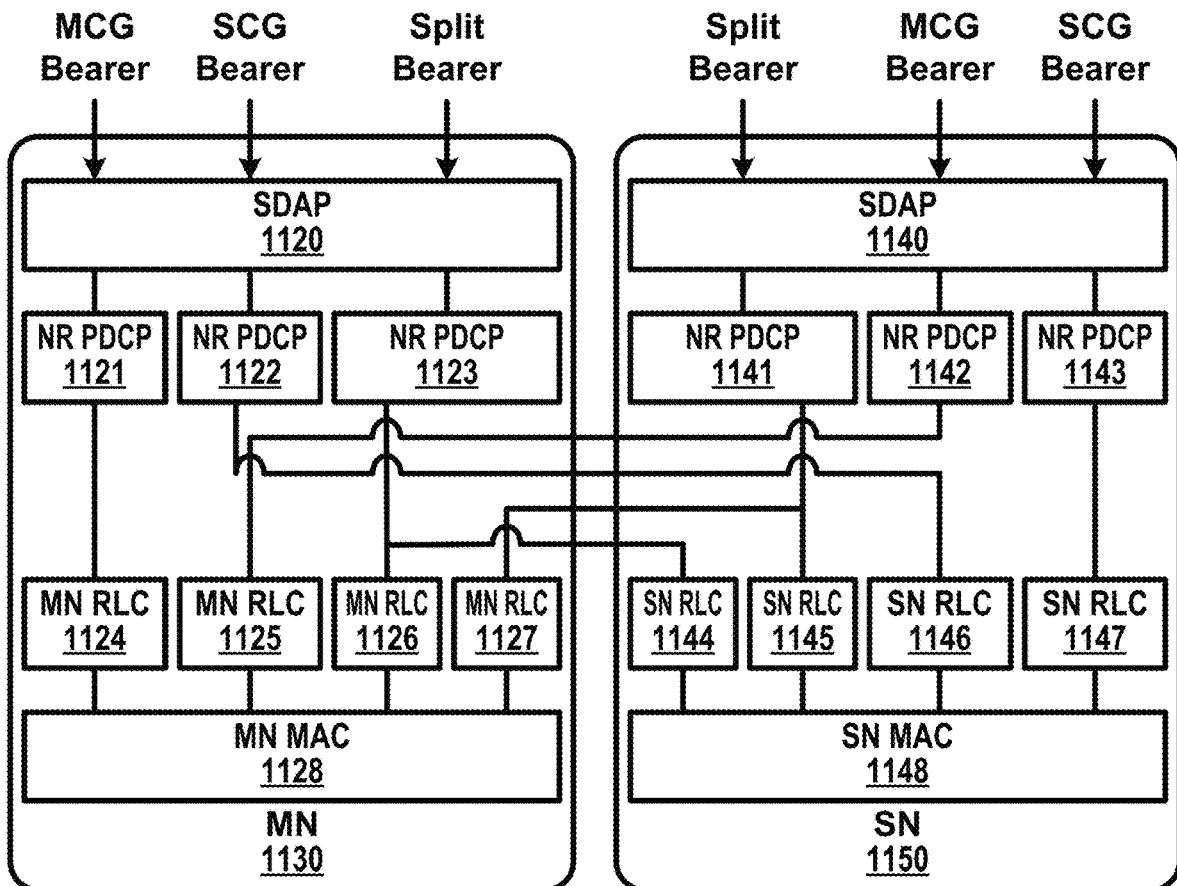 MCG Bearer
SCG Bearer
Split Bearer
Split Bearer
MCG Bearer
SCG Bearer
SDAP
1120
SDAP
1140
NR PDCP
1121
NR PDCP
1122
NR PDCP
1123
NR PDCP
1141
NR PDCP
1142
NR PDCP
1143
MN RLC
1124
MN RLC
1125
MN RLC
1126
MN RLC
1127
SN RLC
1144
SN RLC
1145
SN RLC
1146
SN RLC
1147
MN MAC
1128
SN MAC
1148
MN
1130
SN
1150